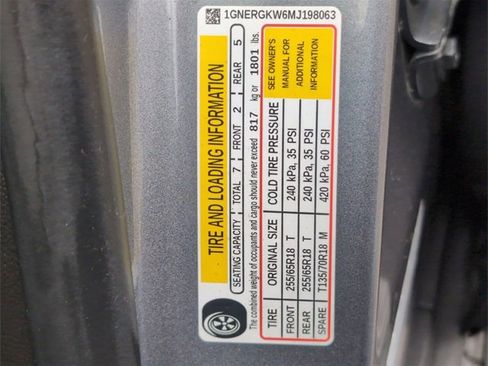 1GNERGKW6MJ198063
TIRE AND LOADING INFORMATION
SEATING CAPACITY TOTAL 7 FRONT 2 REAR 5
The combined weight of occupants and cargo should never exceed 817 kg or 1801 lbs.
TIRE ORIGINAL SIZE COLD TIRE PRESSURE
FRONT 255/65R18 T 240 kPa, 35 PSI
REAR 255/65R18 T 240 kPa, 35 PSI
SPARE T135/70R18 M 420 kPa, 60 PSI
SEE OWNER'S
MANUAL FOR
ADDITIONAL
INFORMATION